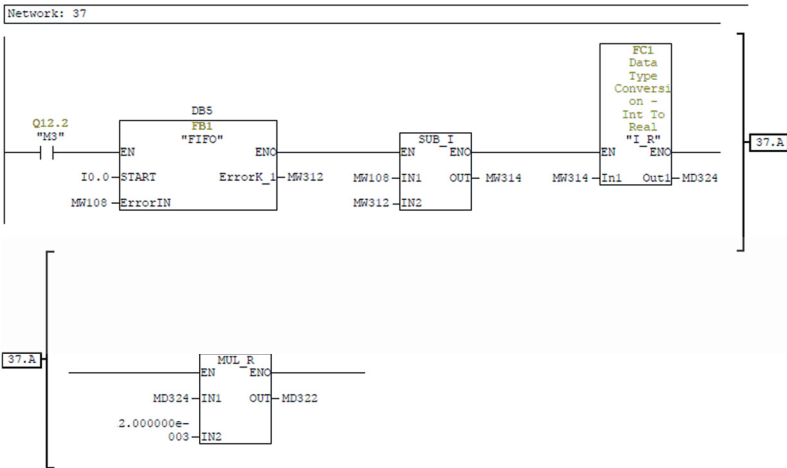 Network: 37
Q12.2
"M3"
DB5
FB1
"FIFO"
EN ENO
I0.0 START ErrorK_1 MW312
MW108 ErrorIN
SUB_I
EN ENO
MW108 IN1 OUT MW314
MW312 IN2
FC1
Data
Type
Conversi
on -
Int To
Real
"I_R"
EN ENO
MW314 In1 Out1 MD324
37.A
37.A
MUL_R
EN ENO
MD324 IN1 OUT MD322
2.000000e-
003 IN2